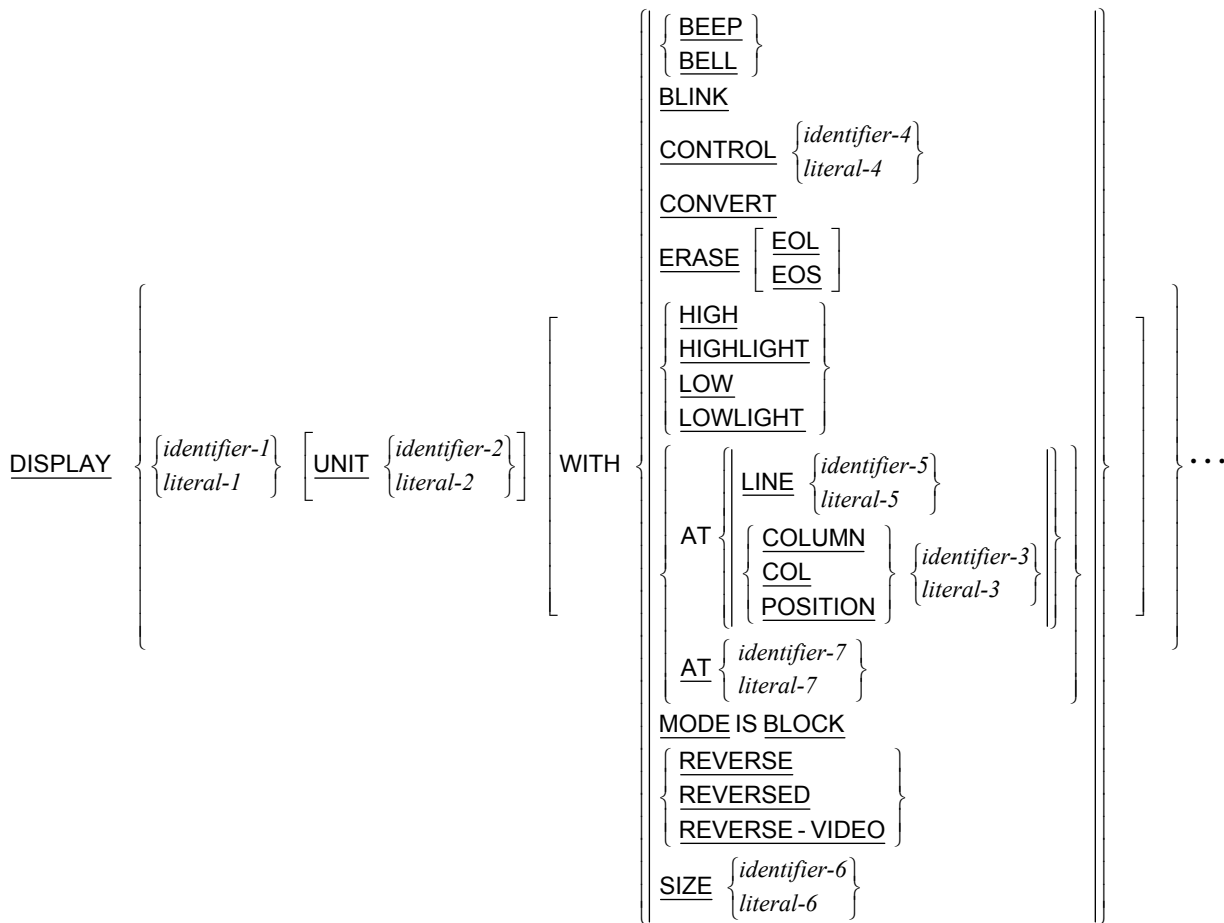 BEEP
BELL
BLINK
CONTROL identifier-4
literal-4
CONVERT
ERASE EOL
EOS
HIGH
HIGHLIGHT
LOW
LOWLIGHT
DISPLAY identifier-1 UNIT identifier-2 WITH
literal-1 literal-2
LINE identifier-5
literal-5
AT
COLUMN
COL identifier-3
POSITION literal-3
AT identifier-7
literal-7
MODE IS BLOCK
REVERSE
REVERSED
REVERSE - VIDEO
SIZE identifier-6
literal-6
...